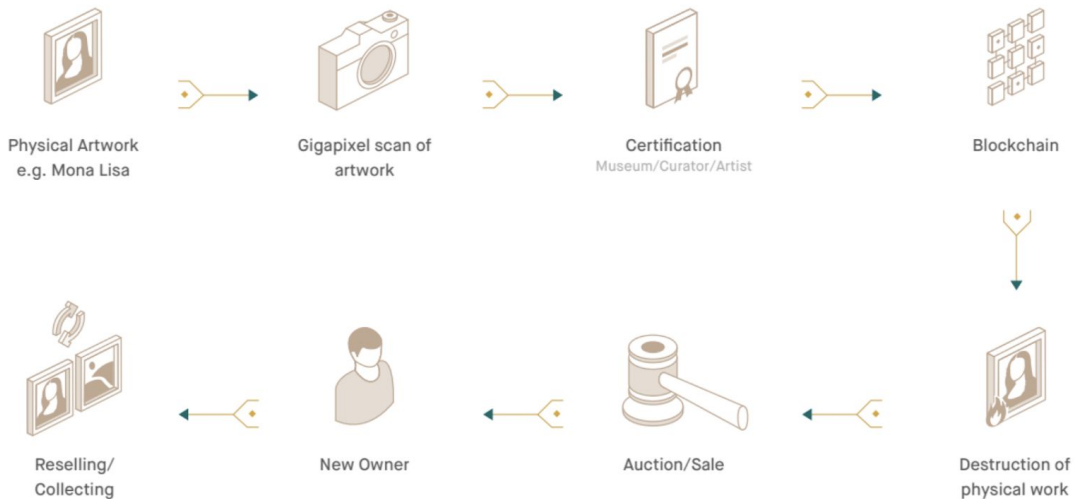 Physical Artwork
e.g. Mona Lisa
Gigapixel scan of
artwork
Certification
Museum/Curator/Artist
Blockchain
Reselling/
Collecting
New Owner
Auction/Sale
Destruction of
physical work